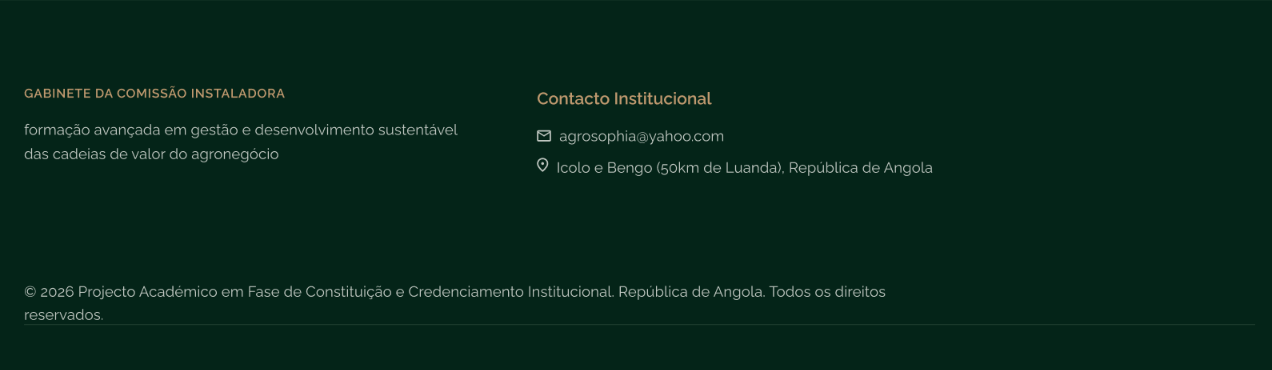 GABINETE DA COMISSÃO INSTALADORA
formação avançada em gestão e desenvolvimento sustentável
das cadeias de valor do agronegócio
Contacto Institucional
agrosophia@yahoo.com
Icolo e Bengo (50km de Luanda), República de Angola
© 2026 Projecto Académico em Fase de Constituição e Credenciamento Institucional. República de Angola. Todos os direitos
reservados.